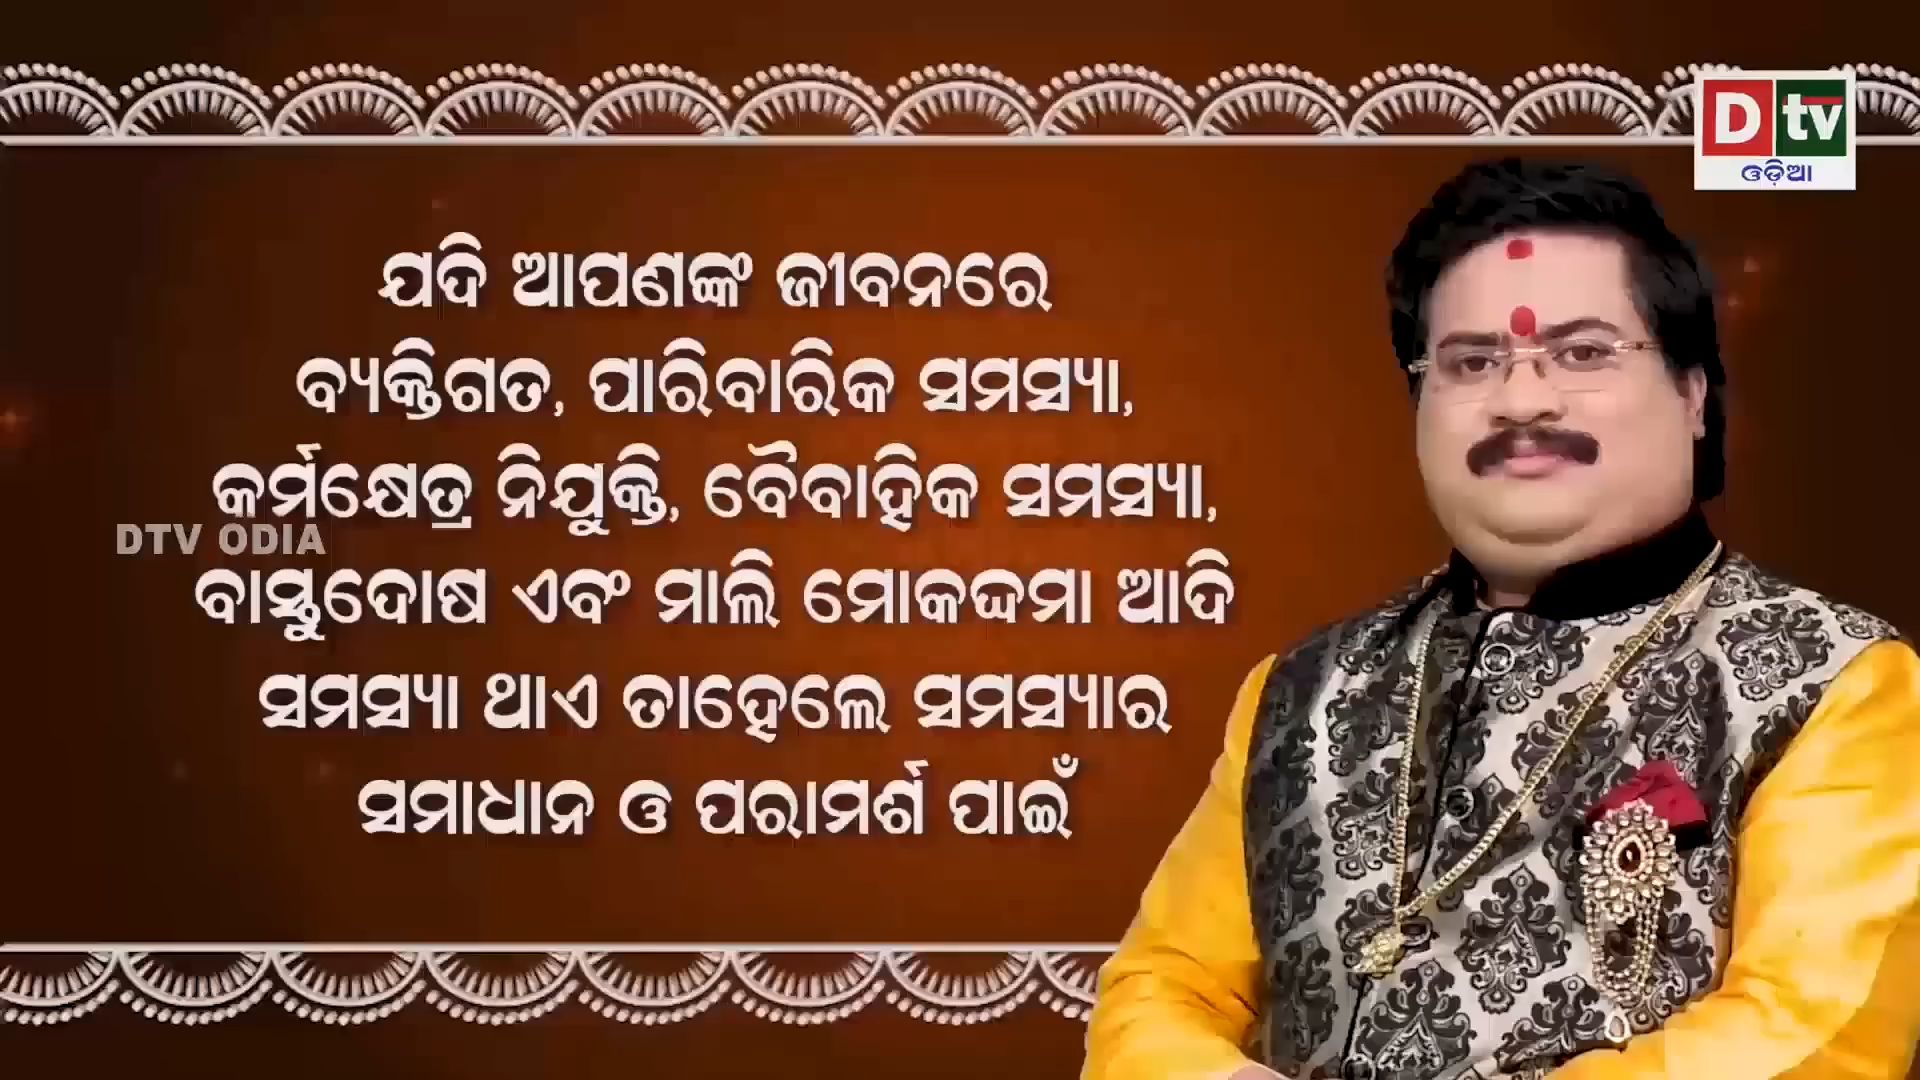 D tv
ଓଡ଼ିଆ
ଯଦି ଆପଣଙ୍କ ଜୀବନରେ
ବ୍ୟକ୍ତିଗତ, ପାରିବାରିକ ସମସ୍ୟା,
କର୍ମକ୍ଷେତ୍ର ନିଯୁକ୍ତି, ବୈବାହିକ ସମସ୍ୟା,
DTV ODIA
ବାସ୍ତୁଦୋଷ ଏବଂ ମାଲି ମୋକଦ୍ଦମା ଆଦି
ସମସ୍ୟା ଥାଏ ତାହେଲେ ସମସ୍ୟାର
ସମାଧାନ ଓ ପରାମର୍ଶ ପାଇଁ